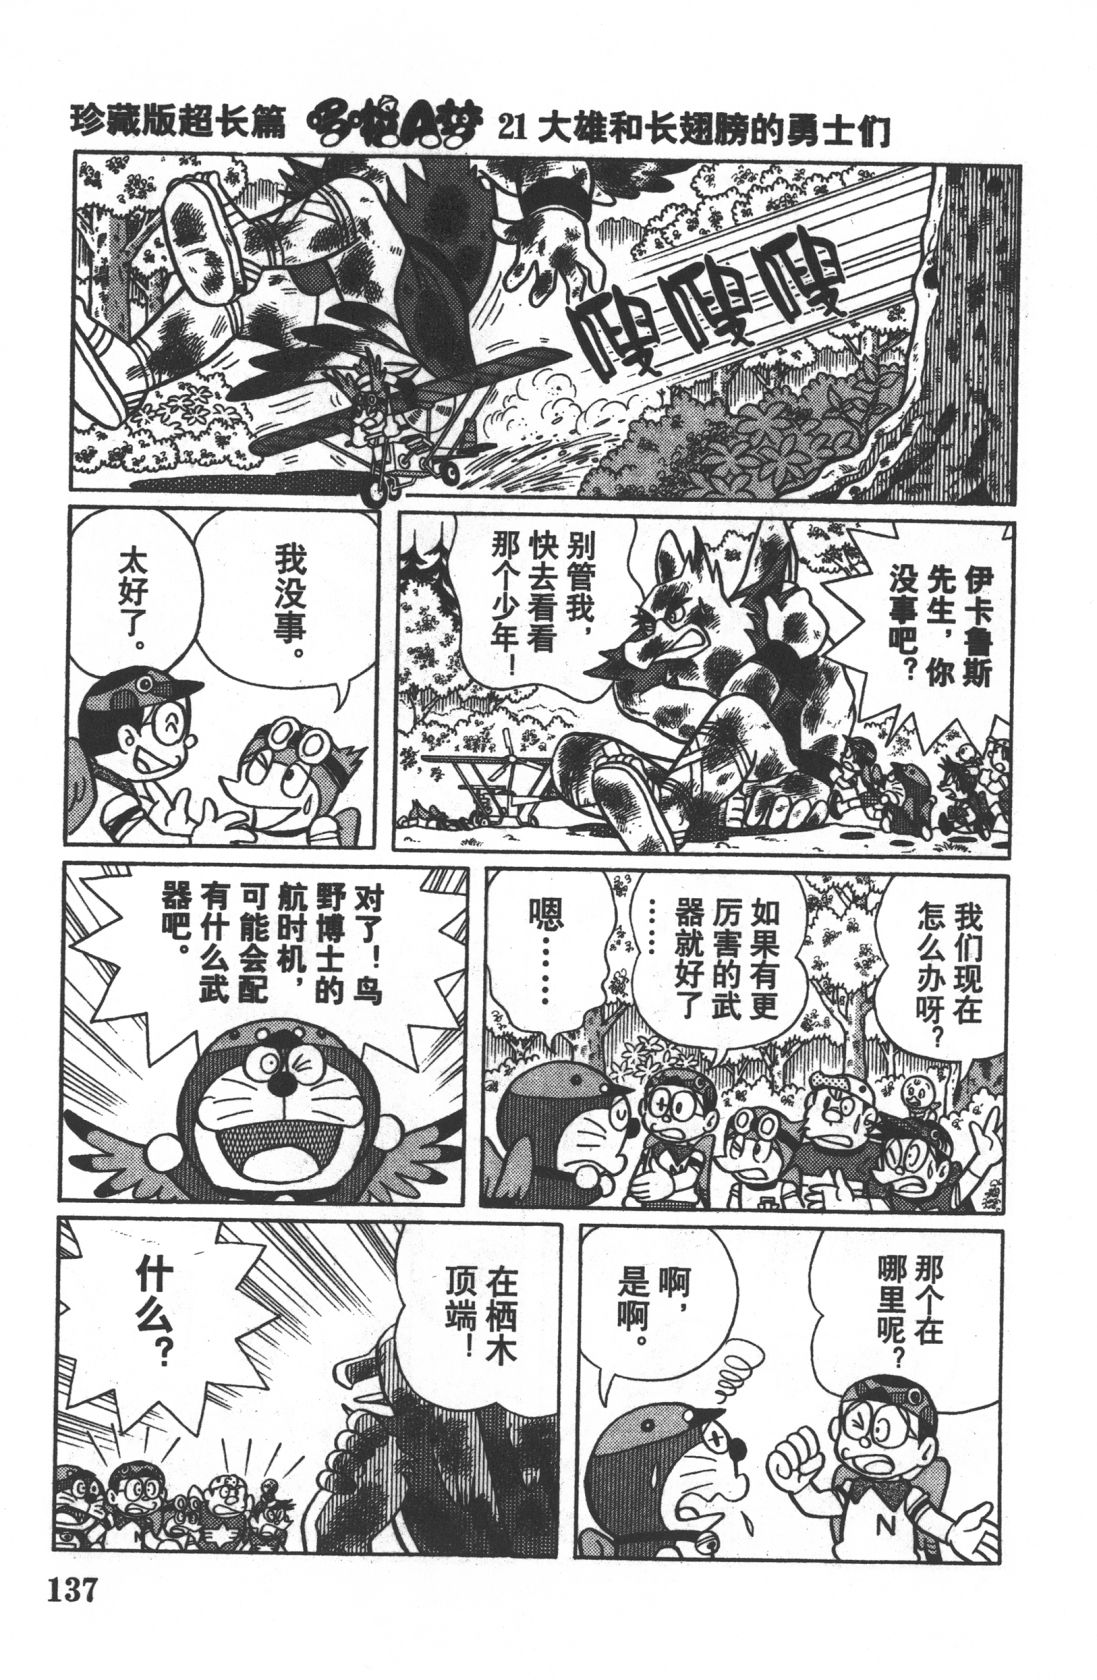 珍藏版超长篇 哆啦A梦 21 大雄和长翅膀的勇士们
嗖嗖嗖
伊卡鲁斯
先生，你
没事吧？
别管我，
快去看看
那个少年！
我没事。
太好了。
我们现在
怎么办呀？
如果有更
厉害的武
器就好了
……
嗯………
对了！鸟
野博士的
航时机，
可能会配
有什么武
器吧。
那个在
哪里呢？
啊，
是啊。
N
在栖木
顶端！
什么？
N
137